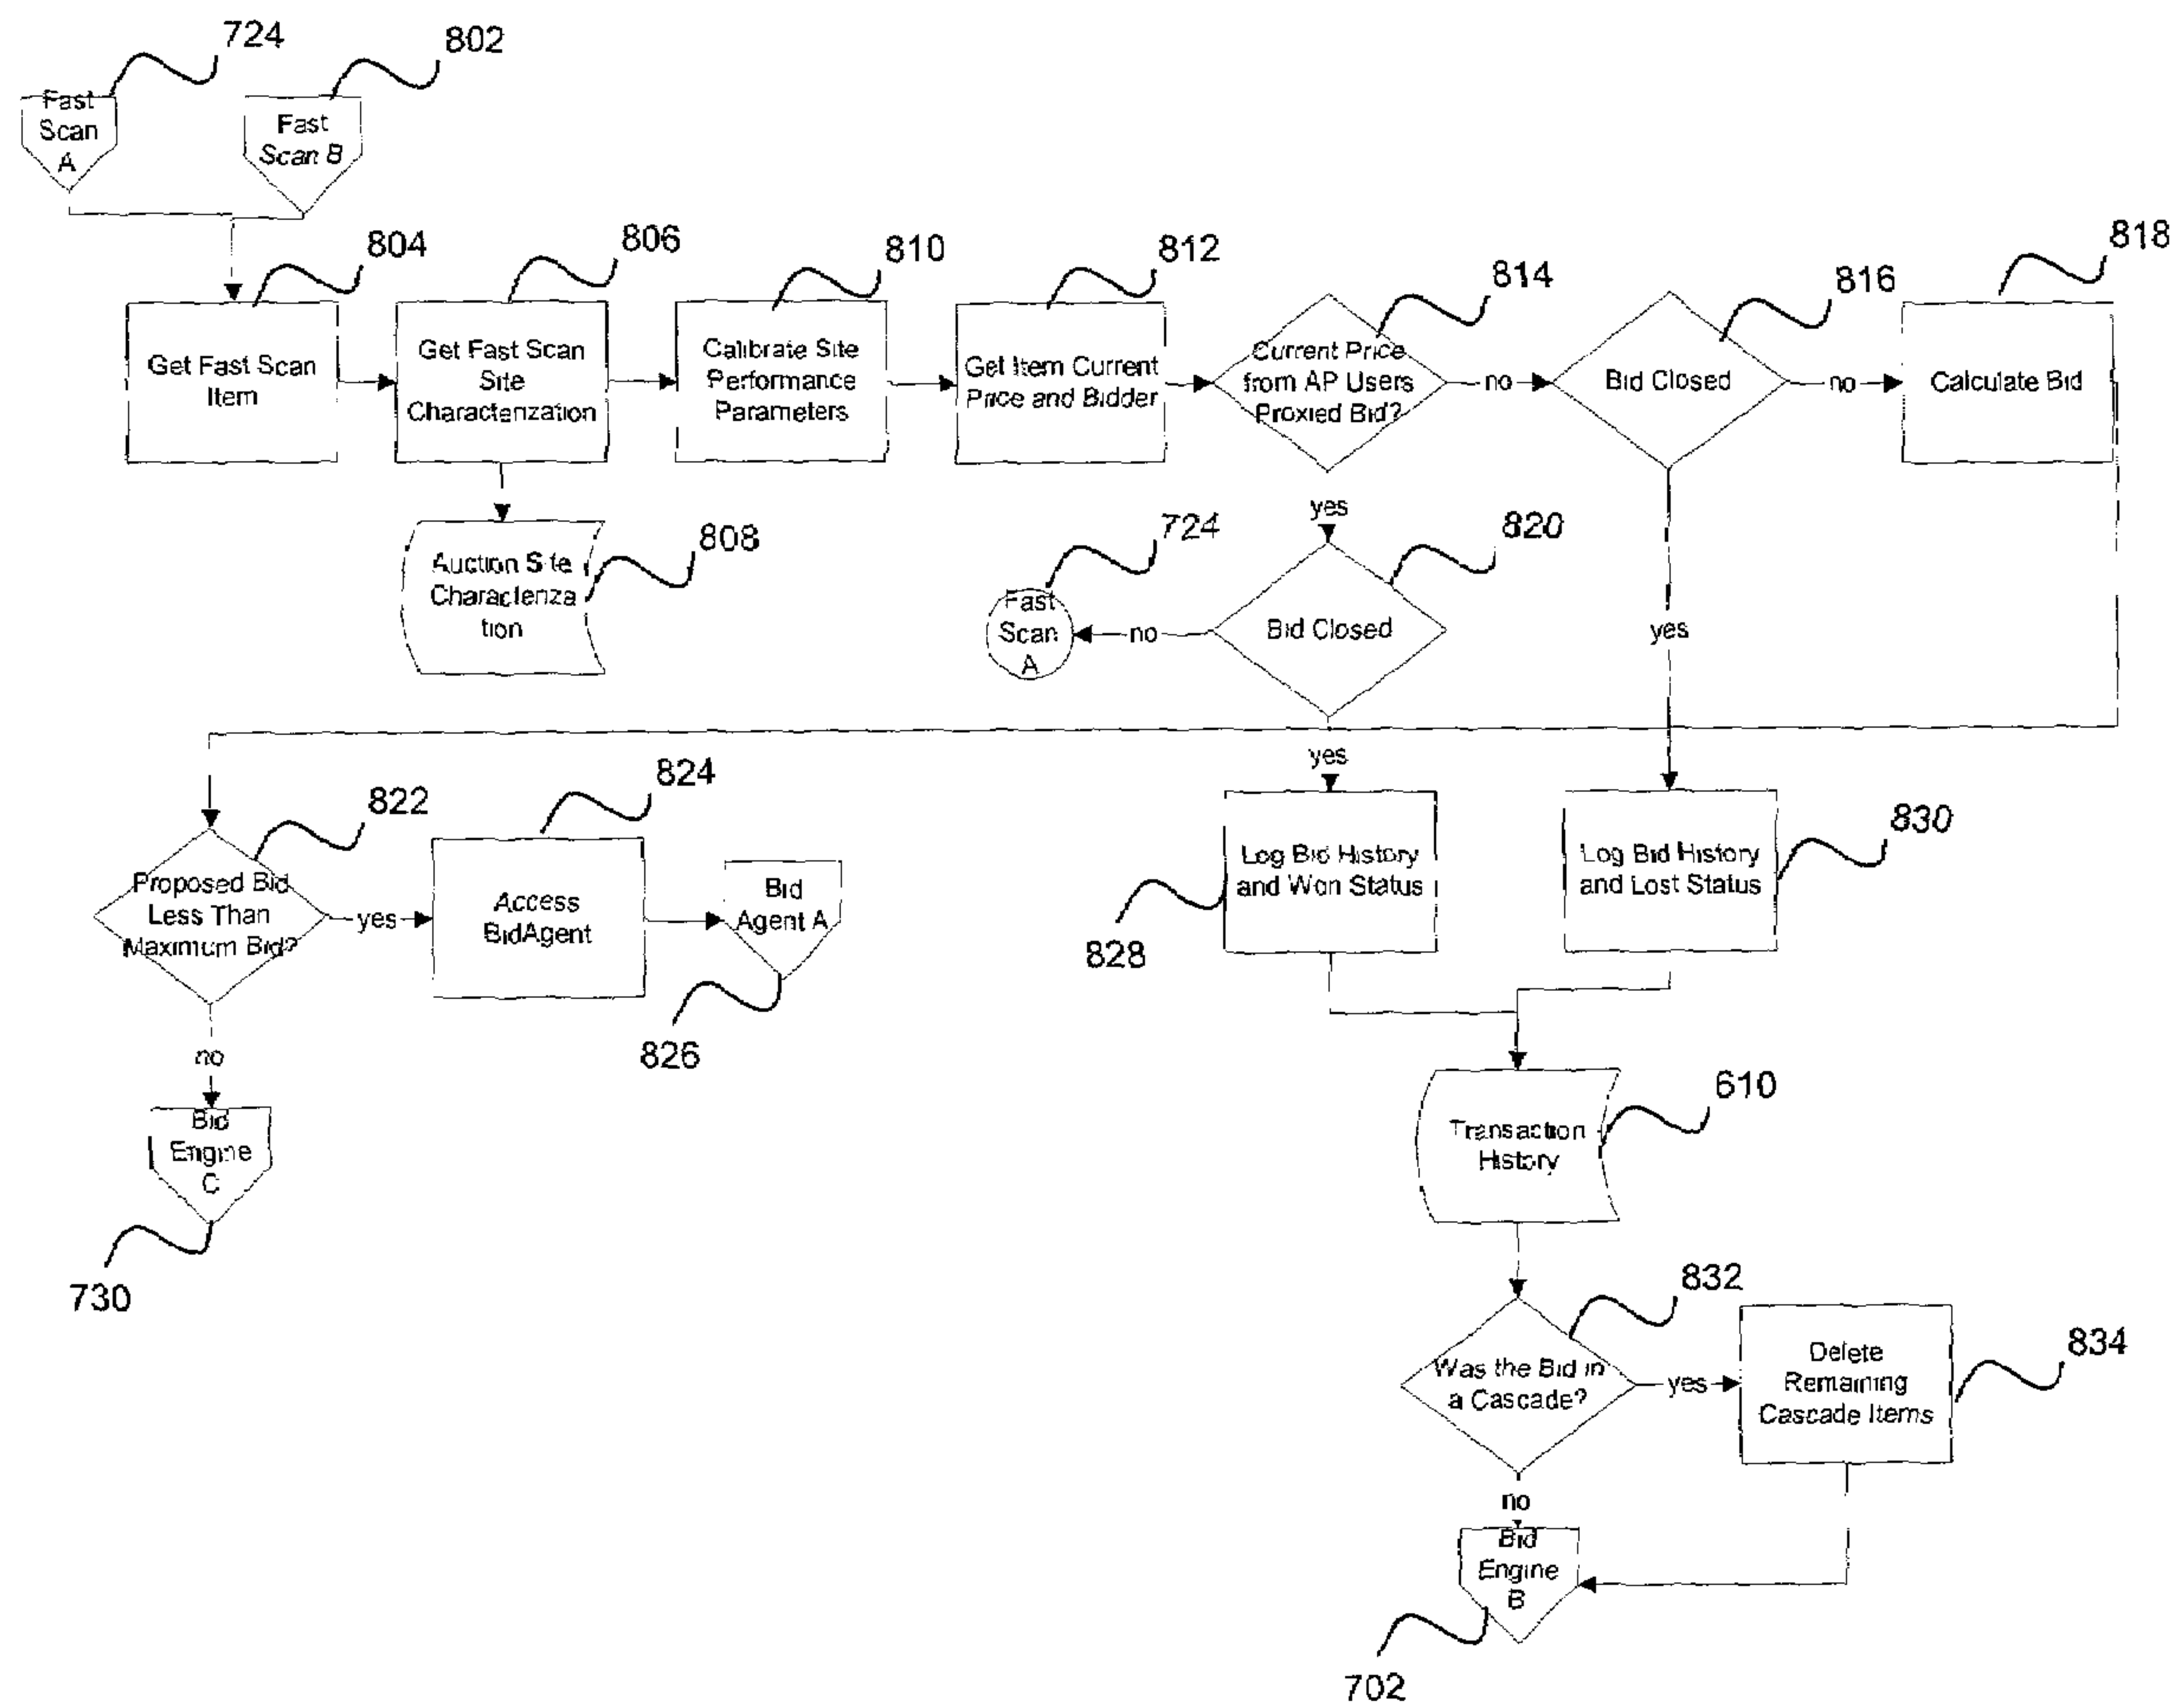 724
802
Fast
Scan
A
Fast
Scan B
804
806
810
812
814
816
818
Get Fast Scan
Item
Get Fast Scan
Site
Characterization
Calibrate Site
Performance
Parameters
Get Item Current
Price and Bidder
Current Price
from AP Users
Proxied Bid?
no
Bid Closed
no
Calculate Bid
yes
Auction Site
Characteriza
tion
808
724
Fast
Scan
A
no
820
Bid Closed
yes
yes
822
Proposed Bid
Less Than
Maximum Bid?
yes
824
Access
BidAgent
Bid
Agent A
826
Log Bid History
and Won Status
828
Log Bid History
and Lost Status
830
no
Bid
Engine
C
730
Transaction
History
610
832
Was the Bid in
a Cascade?
yes
Delete
Remaining
Cascade Items
834
no
Bid
Engine
B
702